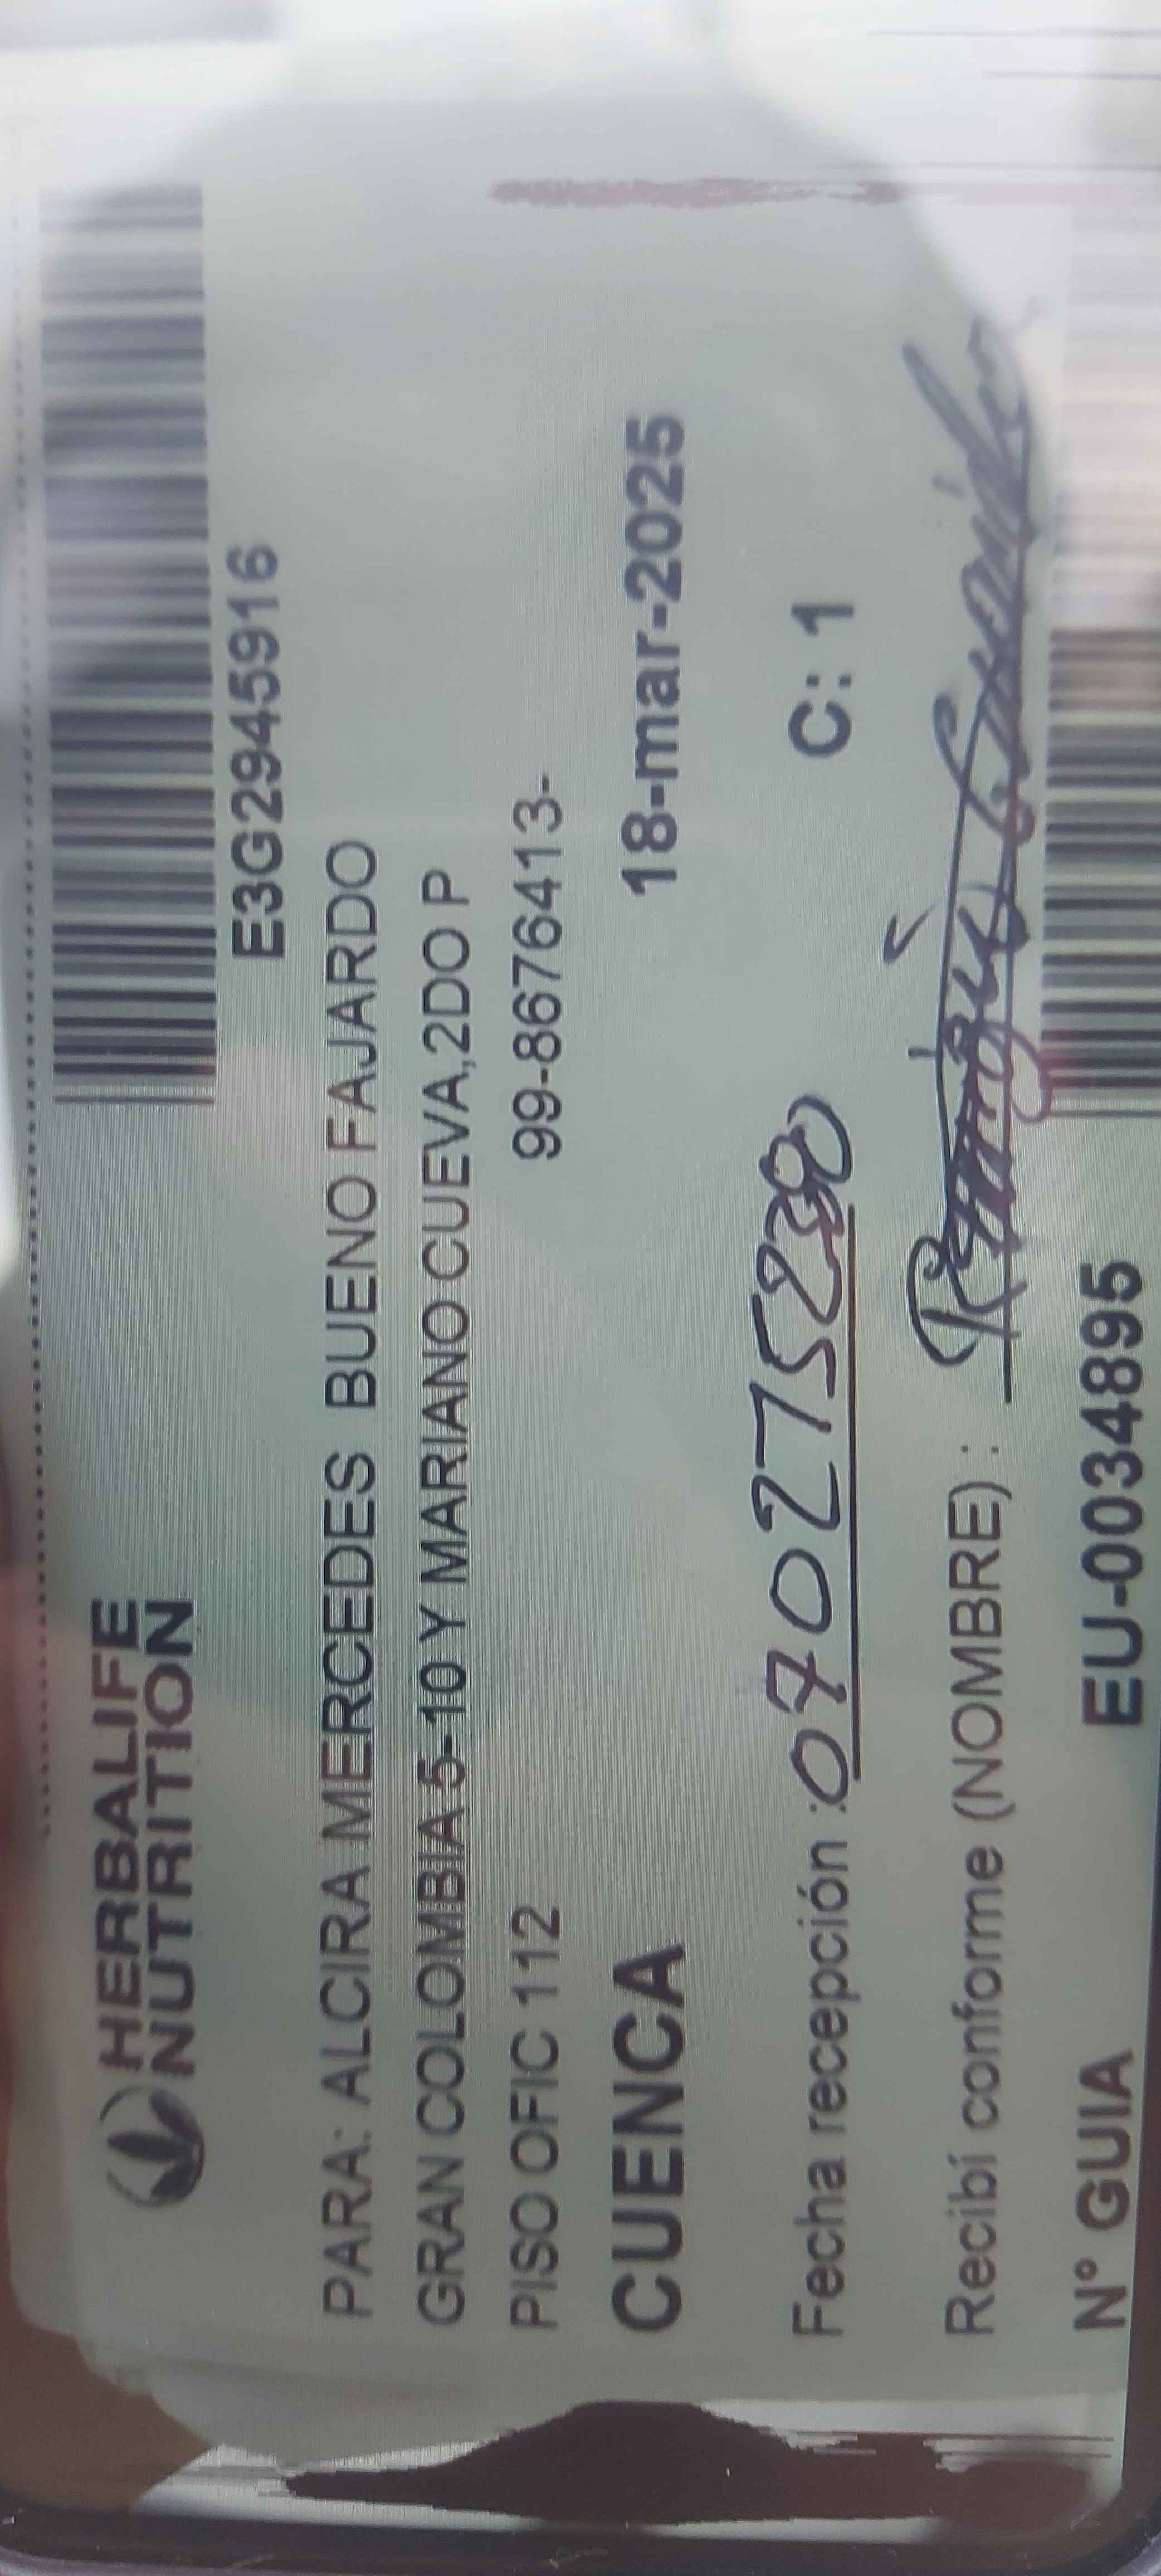 HERBALIFE
NUTRITION
E3G2945916
PARA: ALCIRA MERCEDES BUENO FAJARDO
GRAN COLOMBIA 5-10 Y MARIANO CUEVA,2DO P
PISO OFIC 112 99-8676413-
CUENCA 18-mar-2025
Fecha recepción : C: 1
Recibí conforme (NOMBRE) :
N° GUIA EU-0034895